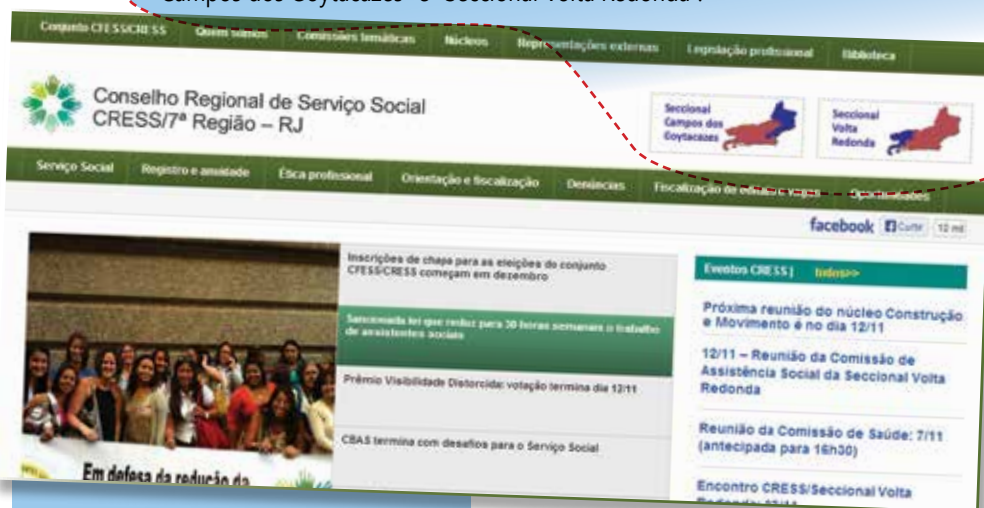 Campos dos Goytacazes" e "Seccional Volta Redonda".
Conjunto CFESS/CRESS Quem somos Comissões temáticas Núcleos Representações externas Legislação profissional Biblioteca
Conselho Regional de Serviço Social
CRESS/7ª Região – RJ
Seccional
Campos dos
Goytacazes
Seccional
Volta
Redonda
Serviço Social Registro e anuidade Ética profissional Orientação e fiscalização Denúncias Fiscalização de Oportunidades
facebook Curtir 12 mil
Inscrições de chapa para as eleições do conjunto
CFESS/CRESS começam em dezembro
Sancionada lei que reduz para 30 horas semanais o trabalho
de assistentes sociais
Prêmio Visibilidade Distorcida: votação termina dia 12/11
CBAS termina com desafios para o Serviço Social
Em defesa da redução da
Eventos CRESS | todos>>
Próxima reunião do núcleo Construção
e Movimento é no dia 12/11
12/11 – Reunião da Comissão de
Assistência Social da Seccional Volta
Redonda
Reunião da Comissão de Saúde: 7/11
(antecipada para 16h30)
Encontro CRESS/Seccional Volta